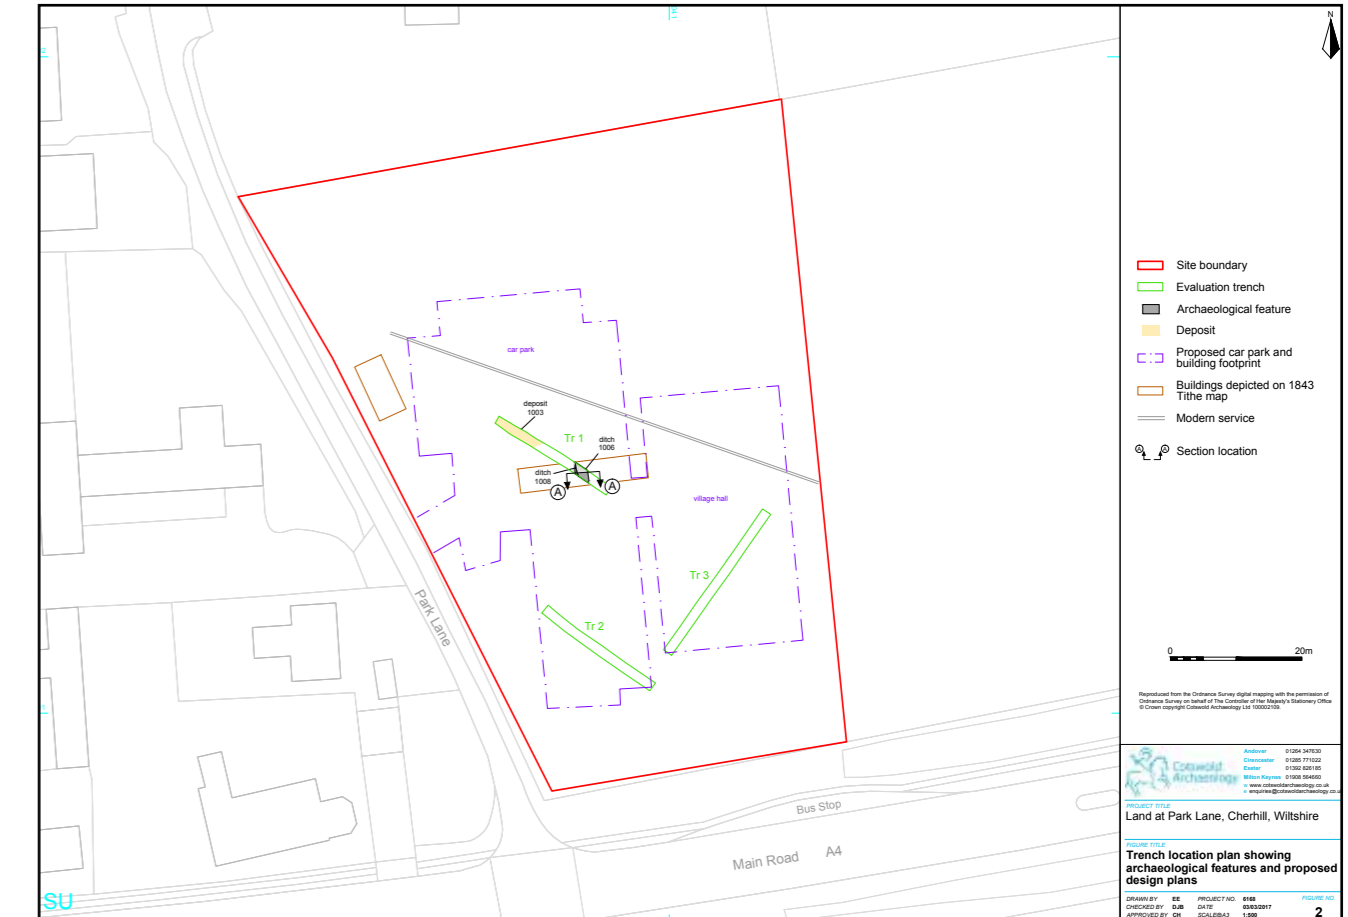 N
car park
deposit
1003
Tr 1
ditch
1006
ditch
1008
A
A
village hall
Tr 3
Tr 2
Park Lane
Bus Stop
Main Road A4
SU
Site boundary
Evaluation trench
Archaeological feature
Deposit
Proposed car park and
building footprint
Buildings depicted on 1843
Tithe map
Modern service
A A
Section location
0 20m
Reproduced from the Ordnance Survey digital mapping with the permission of
Ordnance Survey on behalf of The Controller of Her Majesty's Stationery Office
© Crown copyright Cotswold Archaeology Ltd 100002109.
Cotswold
Archaeology
Andover 01264 347630
Cirencester 01285 771022
Exeter 01392 826185
Milton Keynes 01908 564660
w www.cotswoldarchaeology.co.uk
e enquiries@cotswoldarchaeology.co.u
PROJECT TITLE
Land at Park Lane, Cherhill, Wiltshire
FIGURE TITLE
Trench location plan showing
archaeological features and proposed
design plans
DRAWN BY EE PROJECT NO. 6168 FIGURE NO.
CHECKED BY DJB DATE 03/03/2017
APPROVED BY CH SCALE@A3 1:500 2